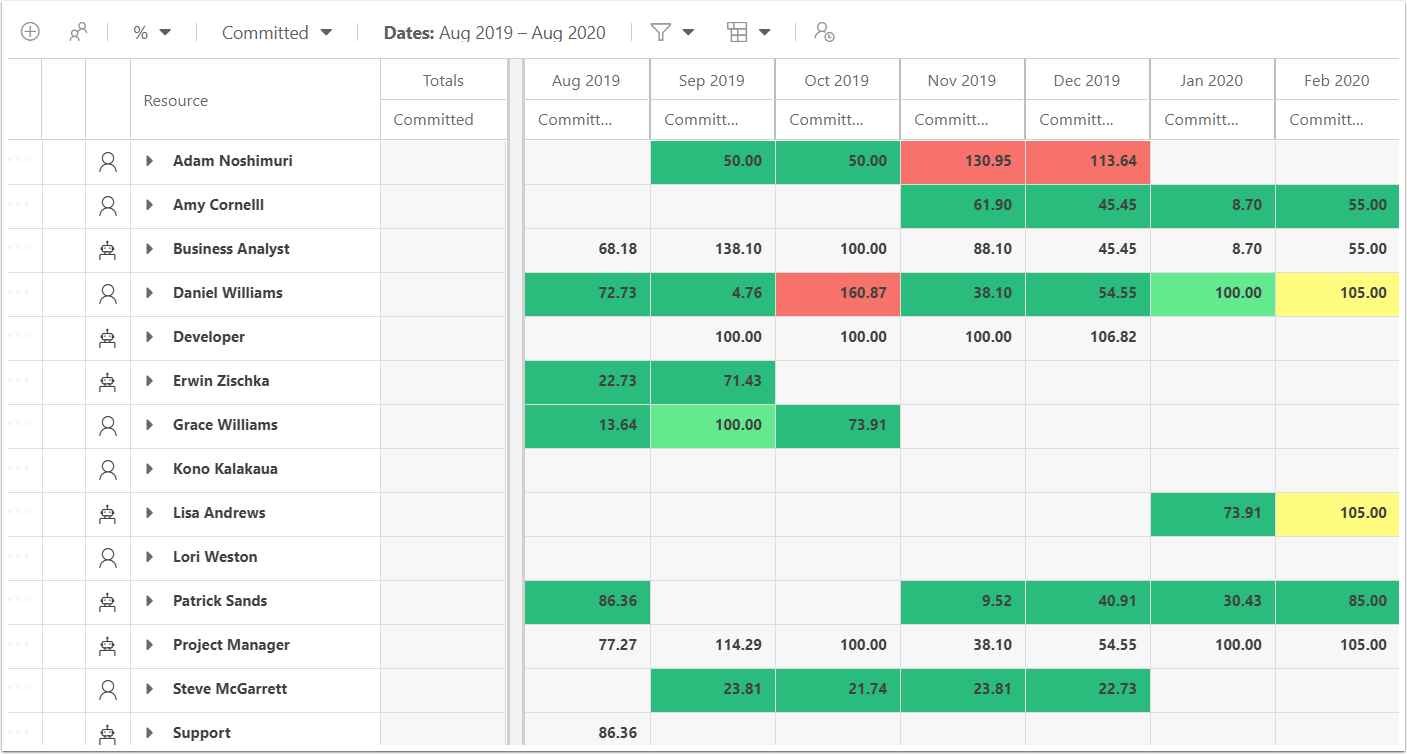 % Committed Dates: Aug 2019 – Aug 2020
Resource Totals Aug 2019 Sep 2019 Oct 2019 Nov 2019 Dec 2019 Jan 2020 Feb 2020
Committed Committ... Committ... Committ... Committ... Committ... Committ... Committ...
Adam Noshimuri 50.00 50.00 130.95 113.64
Amy Cornelll 61.90 45.45 8.70 55.00
Business Analyst 68.18 138.10 100.00 88.10 45.45 8.70 55.00
Daniel Williams 72.73 4.76 160.87 38.10 54.55 100.00 105.00
Developer 100.00 100.00 100.00 106.82
Erwin Zischka 22.73 71.43
Grace Williams 13.64 100.00 73.91
Kono Kalakaua
Lisa Andrews 73.91 105.00
Lori Weston
Patrick Sands 86.36 9.52 40.91 30.43 85.00
Project Manager 77.27 114.29 100.00 38.10 54.55 100.00 105.00
Steve McGarrett 23.81 21.74 23.81 22.73
Support 86.36